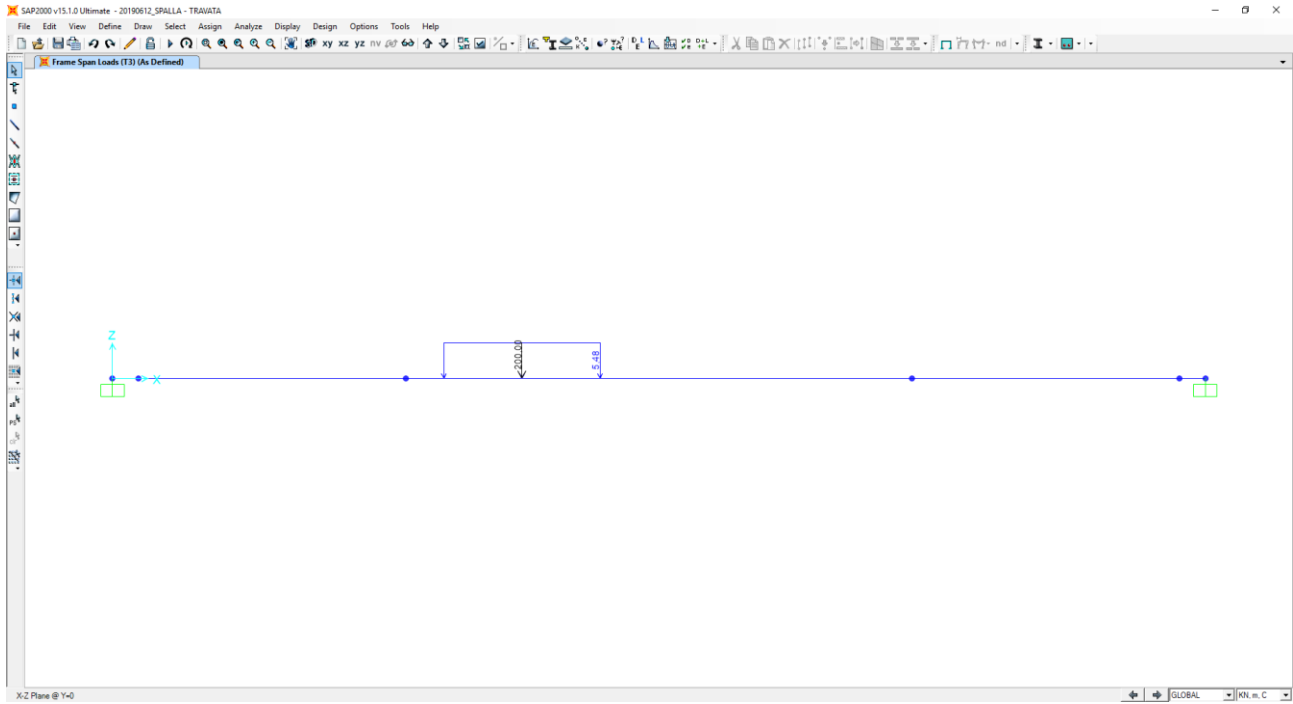 SAP2000 v15.1.0 Ultimate - 20190612_SPALLA - TRAVATA
File Edit View Define Draw Select Assign Analyze Display Design Options Tools Help
xy xz yz nv nd
Frame Span Loads (T3) (As Defined)
Z
X
200.00
5.48
X-Z Plane @ Y=0
GLOBAL
KN, m, C